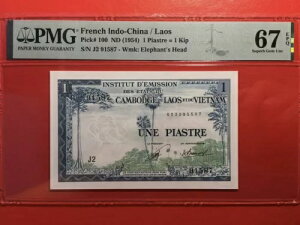 PMG
PAPER MONEY GUARANTY
French Indo-China / Laos
Pick# 100 ND (1954) 1 Piastre = 1 Kip
S/N J2 91587 - Wmk: Elephant's Head
67 EPQ
Superb Gem Unc
1
INSTITUT D'EMISSION
DES ETATS DU
CAMBODGE du LAOS et du VIETNAM
91587
UNE PIASTRE
J2
91587